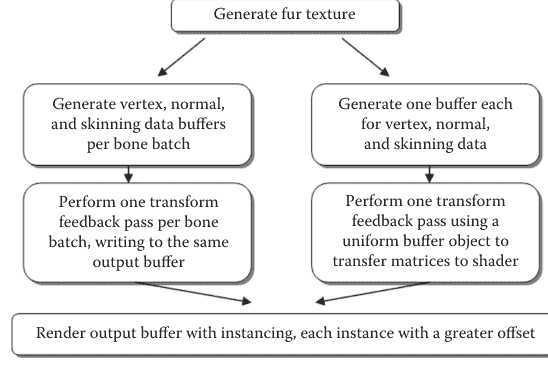 Generate fur texture
Generate vertex, normal,
and skinning data buffers
per bone batch
Generate one buffer each
for vertex, normal,
and skinning data
Perform one transform
feedback pass per bone
batch, writing to the same
output buffer
Perform one transform
feedback pass using a
uniform buffer object to
transfer matrices to shader
Render output buffer with instancing, each instance with a greater offset